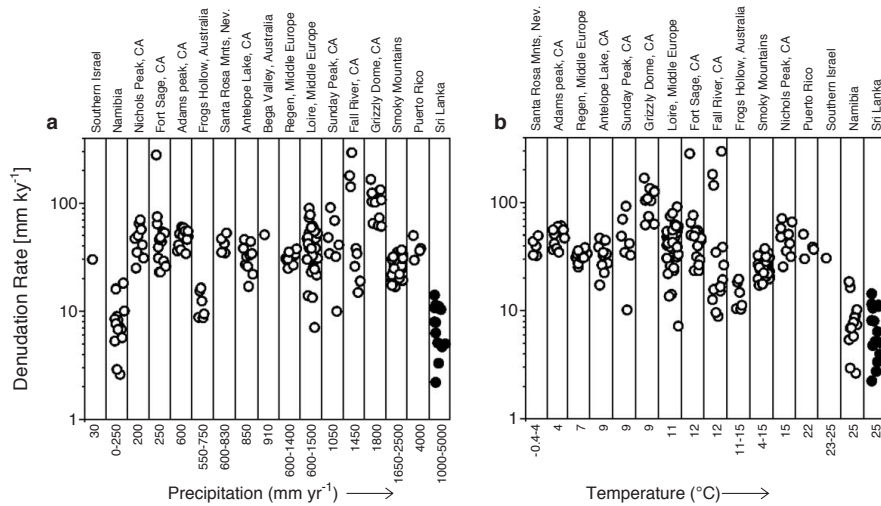 a
Southern Israel
Namibia
Nichols Peak, CA
Fort Sage, CA
Adams peak, CA
Frogs Hollow, Australia
Santa Rosa Mnts, Nev.
Antelope Lake, CA
Bega Valley, Australia
Regen, Middle Europe
Loire, Middle Europe
Sunday Peak, CA
Fall River, CA
Grizzly Dome, CA
Smoky Mountains
Puerto Rico
Sri Lanka
Denudation Rate [mm ky⁻¹]
100
10
1
30
0-250
200
250
600
550-750
600-830
850
910
600-1400
600-1500
1050
1450
1800
1650-2500
4000
1000-5000
Precipitation (mm yr⁻¹)
b
Santa Rosa Mnts, Nev.
Adams peak, CA
Regen, Middle Europe
Antelope Lake, CA
Sunday Peak, CA
Grizzly Dome, CA
Loire, Middle Europe
Fort Sage, CA
Fall River, CA
Frogs Hollow, Australia
Smoky Mountains
Nichols Peak, CA
Puerto Rico
Southern Israel
Namibia
Sri Lanka
100
10
1
-0.4-4
4
7
9
9
9
11
12
12
11-15
4-15
15
22
23-25
25
25
Temperature (°C)